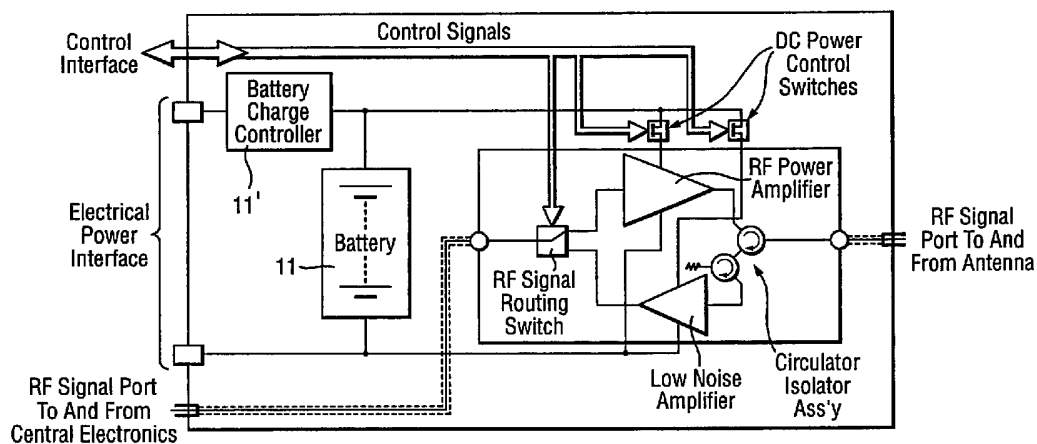 Control Signals
Control
Interface
DC Power
Control
Switches
Battery
Charge
Controller
11'
RF Power
Amplifier
Electrical
Power
Interface
Battery
11
RF Signal
Routing
Switch
RF Signal
Port To And
From Antenna
Low Noise
Amplifier
Circulator
Isolator
Ass'y
RF Signal Port
To And From
Central Electronics